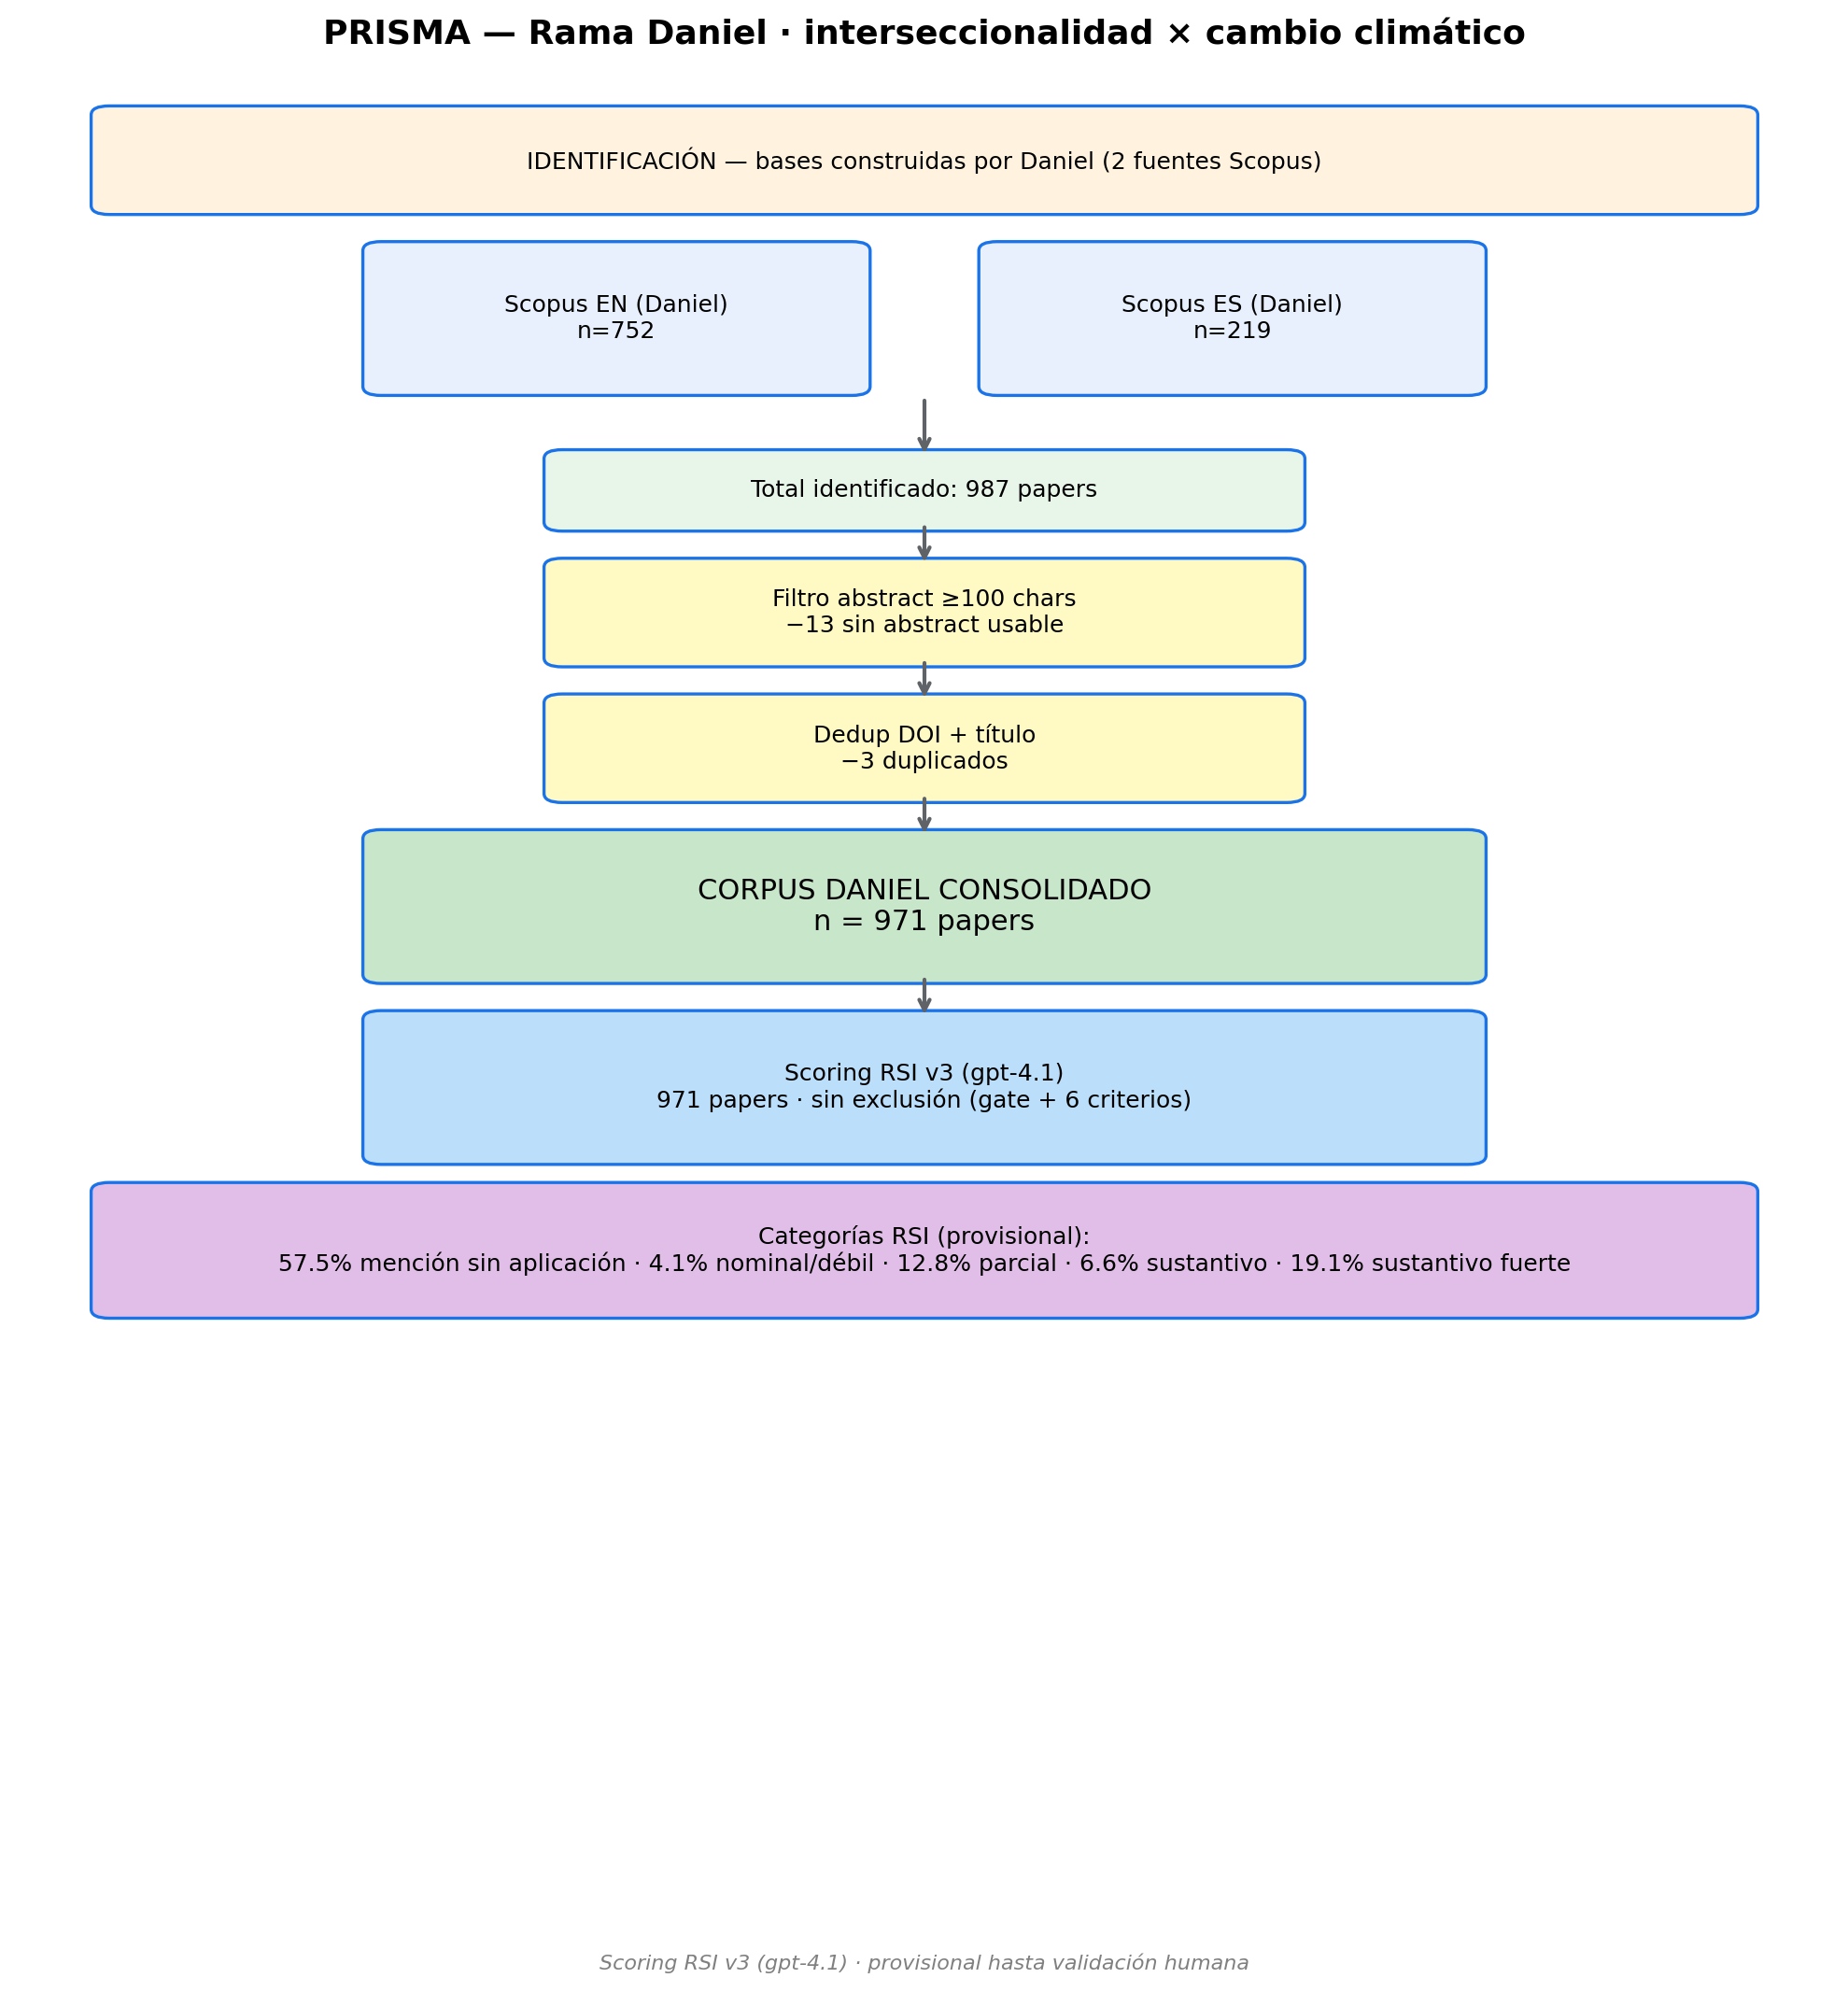 PRISMA — Rama Daniel · interseccionalidad × cambio climático
IDENTIFICACIÓN — bases construidas por Daniel (2 fuentes Scopus)
Scopus EN (Daniel)
n=752
Scopus ES (Daniel)
n=219
Total identificado: 987 papers
Filtro abstract ≥100 chars
−13 sin abstract usable
Dedup DOI + título
−3 duplicados
CORPUS DANIEL CONSOLIDADO
n = 971 papers
Scoring RSI v3 (gpt-4.1)
971 papers · sin exclusión (gate + 6 criterios)
Categorías RSI (provisional):
57.5% mención sin aplicación · 4.1% nominal/débil · 12.8% parcial · 6.6% sustantivo · 19.1% sustantivo fuerte
Scoring RSI v3 (gpt-4.1) · provisional hasta validación humana